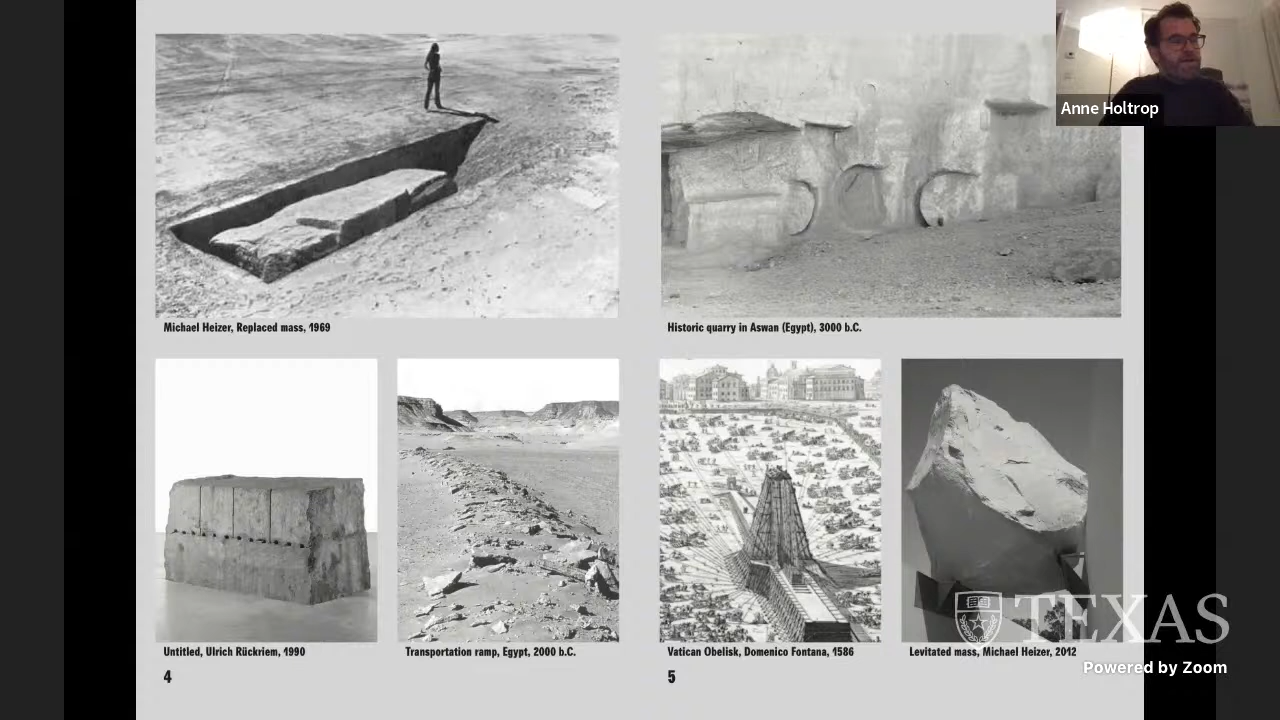 Anne Holtrop
Michael Heizer, Replaced mass, 1969
Historic quarry in Aswan (Egypt), 3000 b.C.
Untitled, Ulrich Rückriem, 1990
Transportation ramp, Egypt, 2000 b.C.
Vatican Obelisk, Domenico Fontana, 1586
Levitated mass, Michael Heizer, 2012
4
5
TEXAS
Powered by Zoom